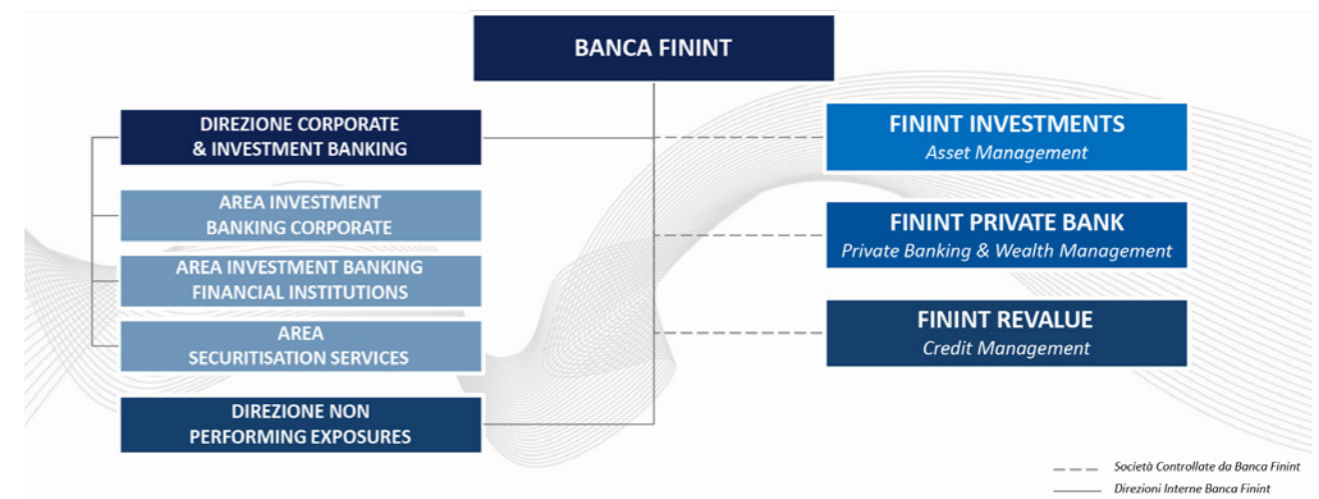 BANCA FININT
DIREZIONE CORPORATE
& INVESTMENT BANKING
AREA INVESTMENT
BANKING CORPORATE
AREA INVESTMENT BANKING
FINANCIAL INSTITUTIONS
AREA
SECURITISATION SERVICES
DIREZIONE NON
PERFORMING EXPOSURES
FININT INVESTMENTS
Asset Management
FININT PRIVATE BANK
Private Banking & Wealth Management
FININT REVALUE
Credit Management
Società Controllate da Banca Finint
Direzioni Interne Banca Finint